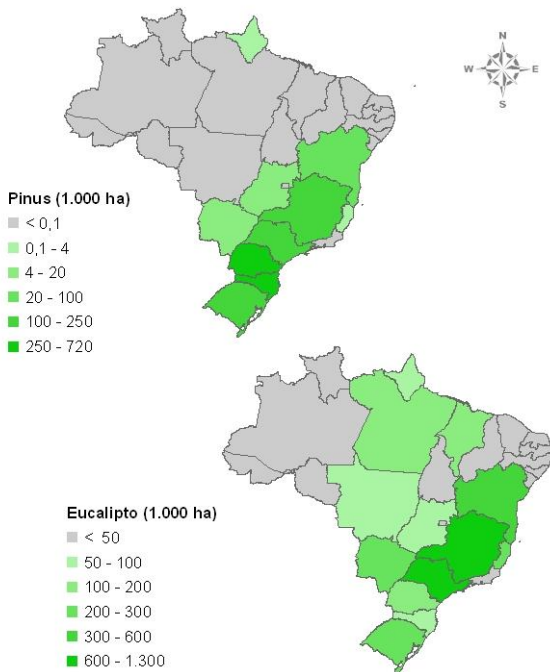 N
W E
S
Pinus (1.000 ha)
< 0,1
0,1 - 4
4 - 20
20 - 100
100 - 250
250 - 720
Eucalipto (1.000 ha)
< 50
50 - 100
100 - 200
200 - 300
300 - 600
600 - 1.300